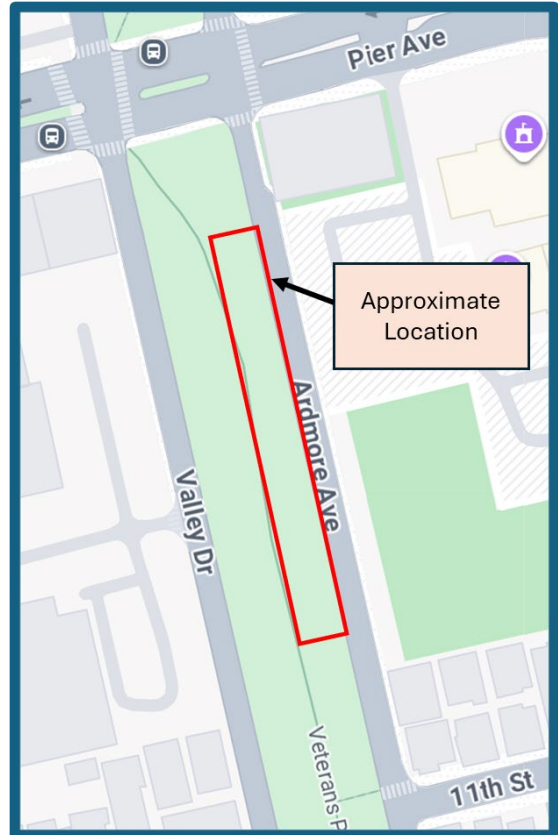 Pier Ave
Approximate
Location
Ardmore Ave
Valley Dr
Veterans P
11th St